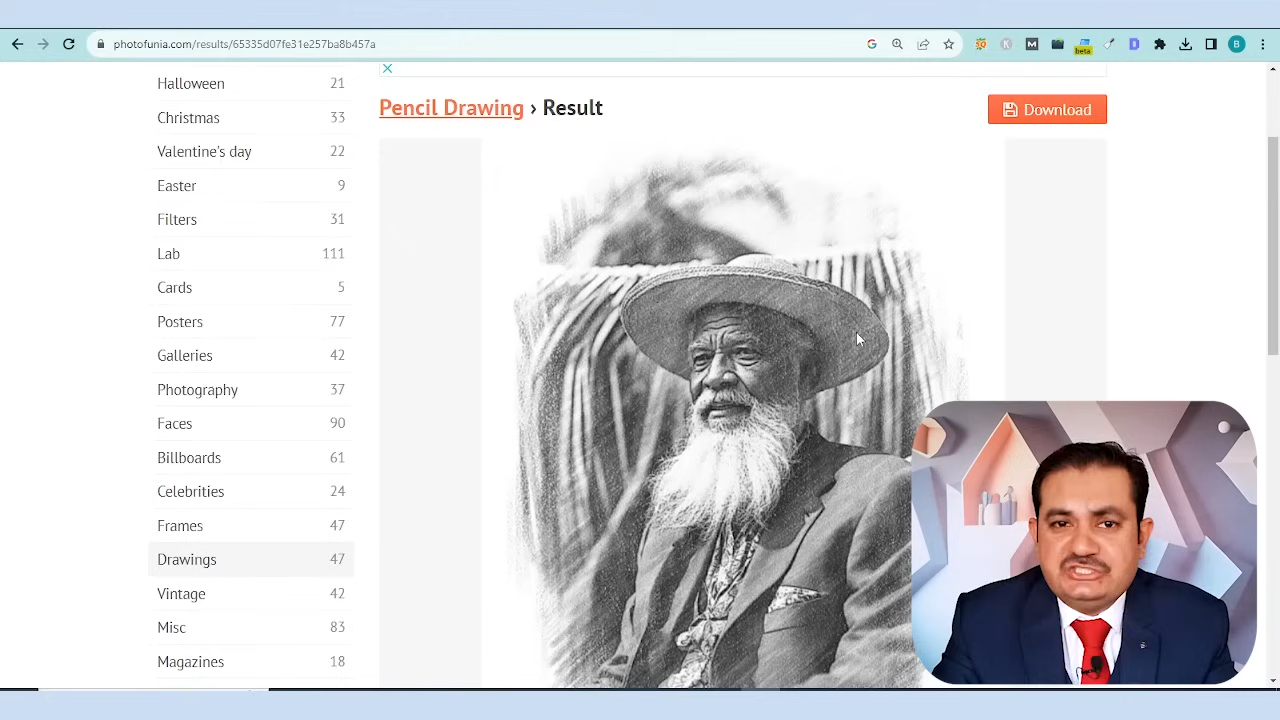 photofunia.com/results/65335d07fe31e257ba8b457a
beta
B
Halloween 21
Christmas 33
Valentine's day 22
Easter 9
Filters 31
Lab 111
Cards 5
Posters 77
Galleries 42
Photography 37
Faces 90
Billboards 61
Celebrities 24
Frames 47
Drawings 47
Vintage 42
Misc 83
Magazines 18
Pencil Drawing › Result
Download